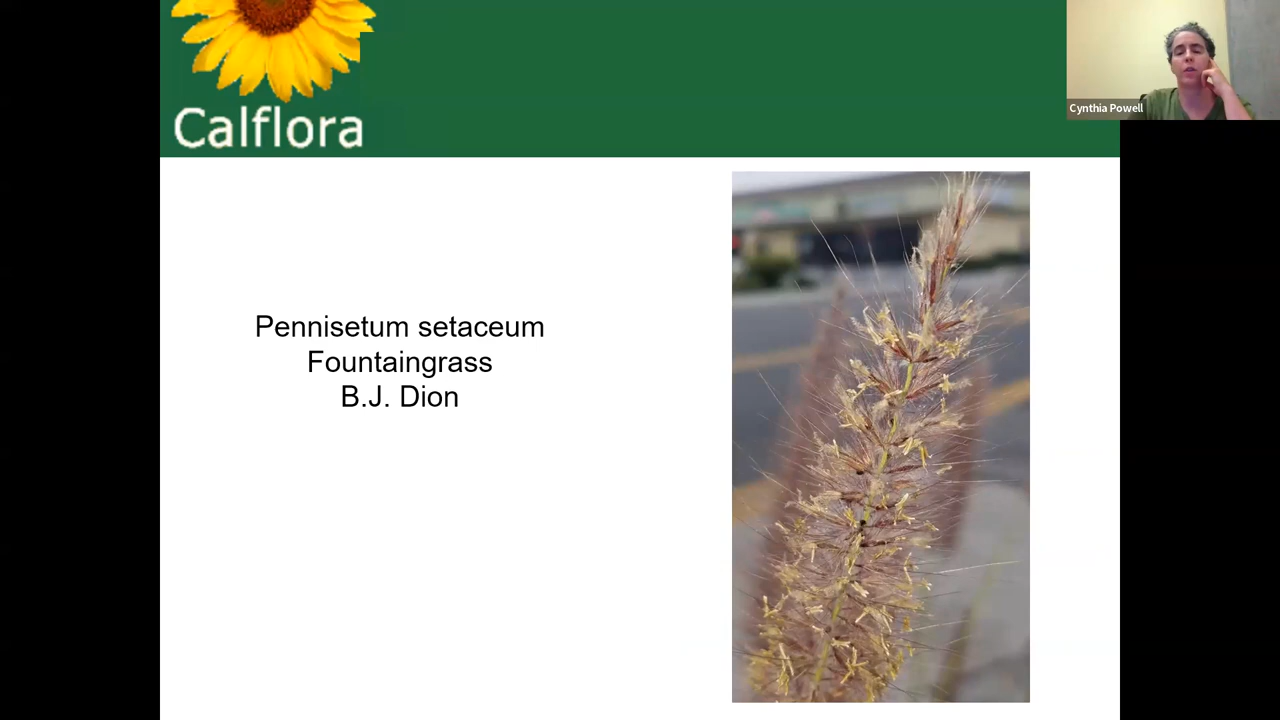 Calflora
Cynthia Powell
Pennisetum setaceum
Fountaingrass
B.J. Dion